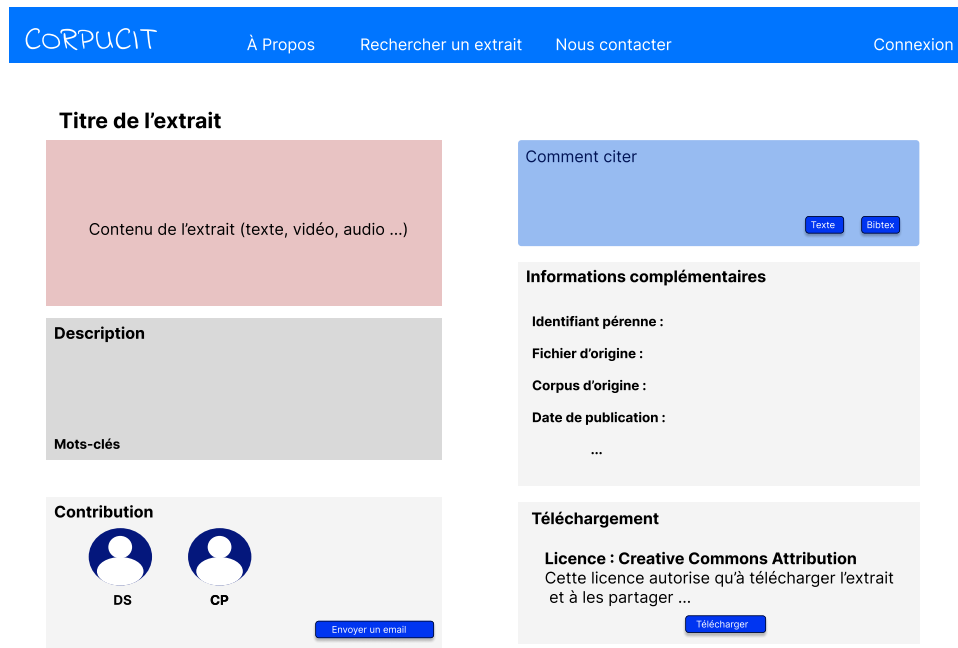 CORPUCIT
À Propos
Rechercher un extrait
Nous contacter
Connexion
Titre de l’extrait
Contenu de l’extrait (texte, vidéo, audio ...)
Description
Mots-clés
Contribution
DS
CP
Envoyer un email
Comment citer
Texte
Bibtex
Informations complémentaires
Identifiant pérenne :
Fichier d’origine :
Corpus d’origine :
Date de publication :
...
Téléchargement
Licence : Creative Commons Attribution
Cette licence autorise qu’à télécharger l’extrait
et à les partager ...
Télécharger